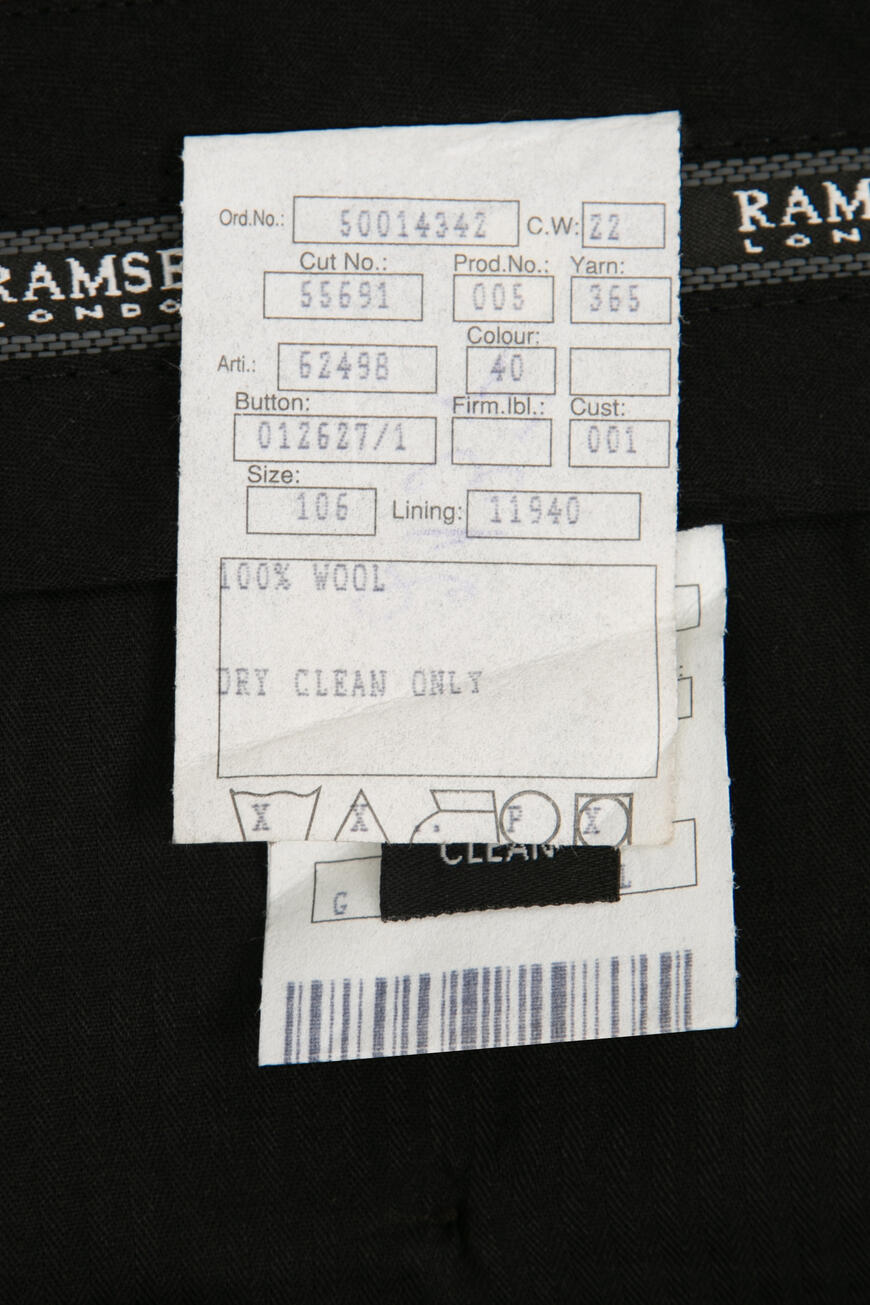 Ord.No.: 50014342 C.W: 22
Cut No.: Prod.No.: Yarn:
55691 005 365
Colour:
Arti.: 62498 40
Button: Firm.lbl.: Cust:
012627/1 001
Size:
106 Lining: 11940
100% WOOL
DRY CLEAN ONLY
X X .. P X
CLEAN
G L
RAMSE
LONDO
RAM
LON